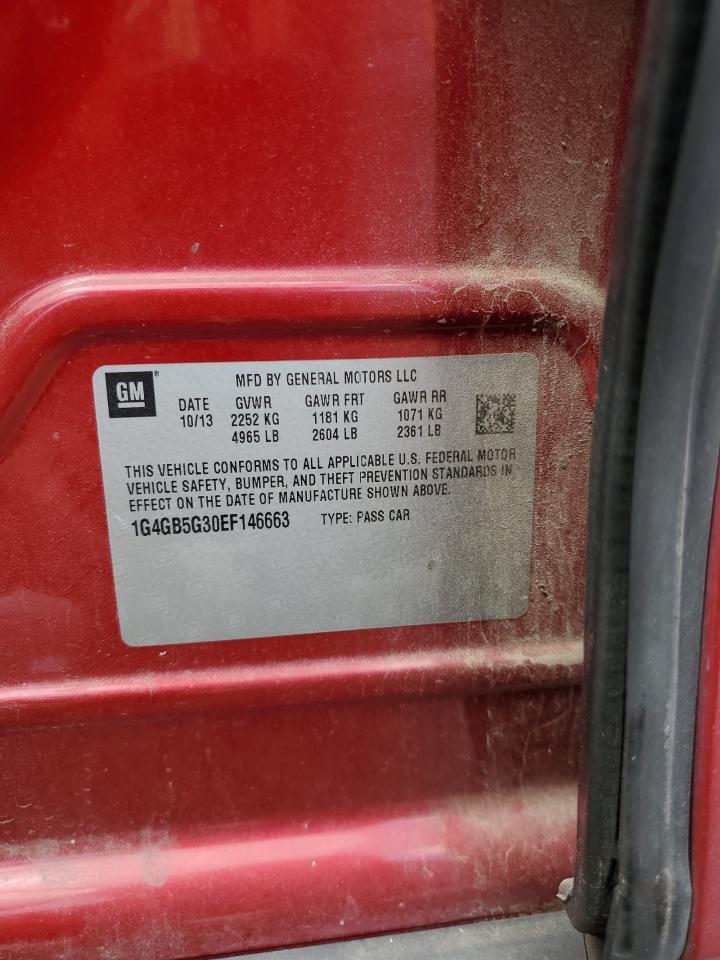 GM®
MFD BY GENERAL MOTORS LLC
DATE GVWR GAWR FRT GAWR RR
10/13 2252 KG 1181 KG 1071 KG
4965 LB 2604 LB 2361 LB
THIS VEHICLE CONFORMS TO ALL APPLICABLE U.S. FEDERAL MOTOR
VEHICLE SAFETY, BUMPER, AND THEFT PREVENTION STANDARDS IN
EFFECT ON THE DATE OF MANUFACTURE SHOWN ABOVE.
1G4GB5G30EF146663 TYPE: PASS CAR